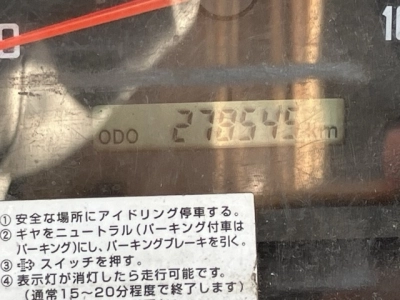 ODO 278545 km
① 安全な場所にアイドリング停車する。
② ギヤをニュートラル(パーキング付車は
パーキング)にし、パーキングブレーキを引く。
③ スイッチを押す。
④ 表示灯が消灯したら走行可能です。
(通常15～20分程度で終了します)